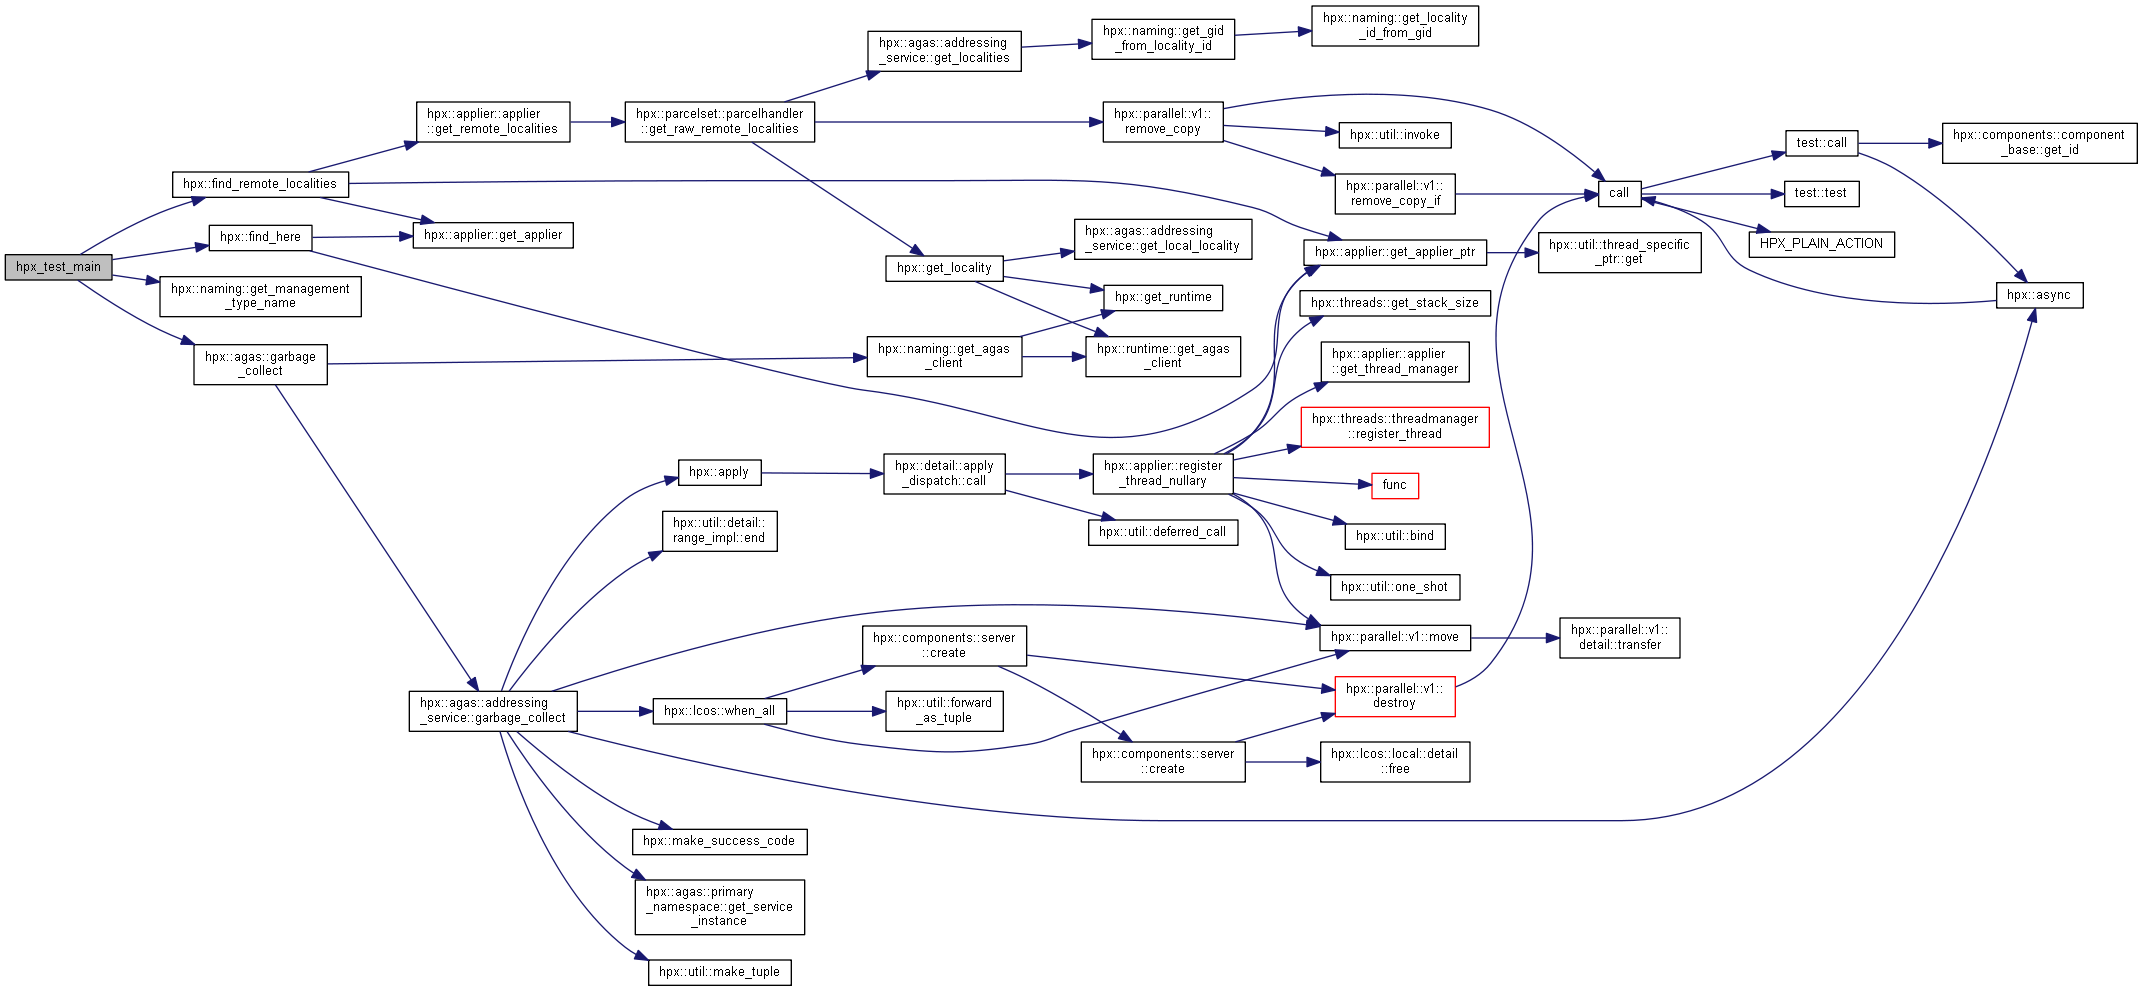 hpx::naming::get_locality
_id_from_gid
hpx::naming::get_gid
_from_locality_id
hpx::agas::addressing
_service::get_localities
hpx::applier::applier
::get_remote_localities
hpx::parcelset::parcelhandler
::get_raw_remote_localities
hpx::parallel::v1::
remove_copy
hpx::util::invoke
test::call
hpx::components::component
_base::get_id
hpx::find_remote_localities
hpx::parallel::v1::
remove_copy_if
call
test::test
hpx::find_here
hpx::applier::get_applier
hpx::agas::addressing
_service::get_local_locality
hpx::applier::get_applier_ptr
hpx::util::thread_specific
_ptr::get
HPX_PLAIN_ACTION
hpx_test_main
hpx::get_locality
hpx::naming::get_management
_type_name
hpx::get_runtime
hpx::threads::get_stack_size
hpx::async
hpx::agas::garbage
_collect
hpx::naming::get_agas
_client
hpx::runtime::get_agas
_client
hpx::applier::applier
::get_thread_manager
hpx::threads::threadmanager
::register_thread
hpx::apply
hpx::detail::apply
_dispatch::call
hpx::applier::register
_thread_nullary
func
hpx::util::detail::
range_impl::end
hpx::util::deferred_call
hpx::util::bind
hpx::util::one_shot
hpx::components::server
::create
hpx::parallel::v1::move
hpx::parallel::v1::
detail::transfer
hpx::agas::addressing
_service::garbage_collect
hpx::lcos::when_all
hpx::util::forward
_as_tuple
hpx::parallel::v1::
destroy
hpx::components::server
::create
hpx::lcos::local::detail
::free
hpx::make_success_code
hpx::agas::primary
_namespace::get_service
_instance
hpx::util::make_tuple